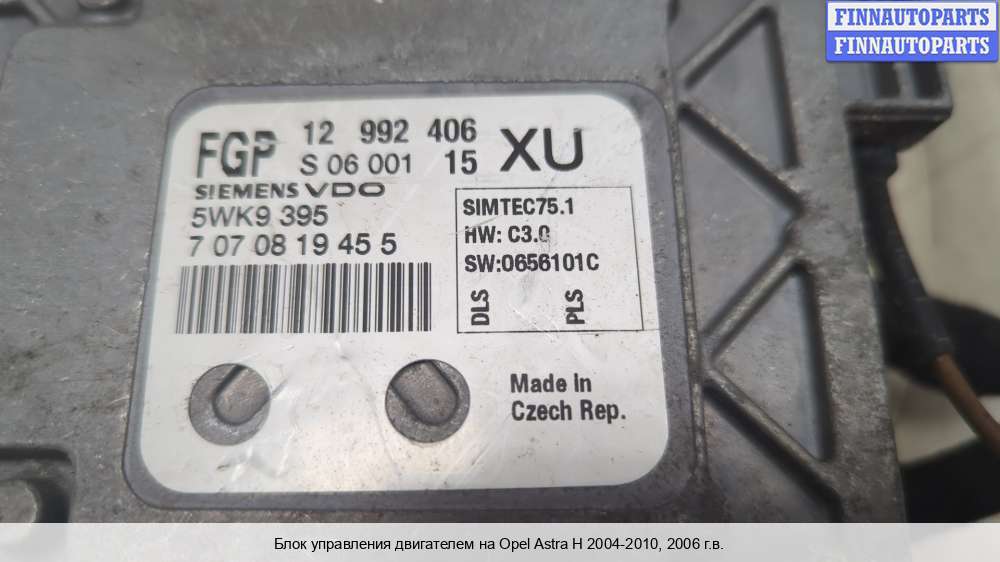 FINNAUTOPARTS
FINNAUTOPARTS
FGP 12 992 406 XU
S 06 001 15
SIEMENS VDO
5WK9 395
7 07 08 19 45 5
SIMTEC75.1
HW: C3.0
SW:0656101C
DLS PLS
Made in
Czech Rep.
Блок управления двигателем на Opel Astra H 2004-2010, 2006 г.в.